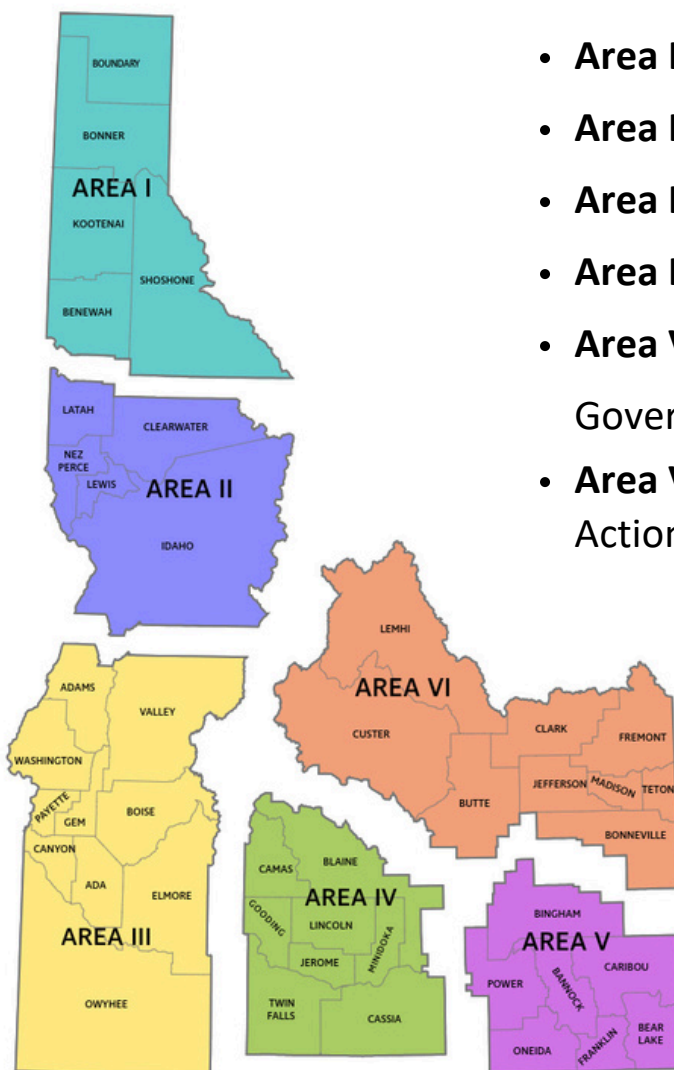 • Area I
• Area I
• Area I
• Area I
• Area V
Gover
• Area V
Action
BOUNDARY
BONNER
AREA I
KOOTENAI
SHOSHONE
BENEWAH
LATAH
CLEARWATER
NEZ
PERCE
LEWIS
AREA II
IDAHO
LEMHI
AREA VI
CUSTER
CLARK
FREMONT
JEFFERSON
MADISON
TETON
BUTTE
BONNEVILLE
ADAMS
VALLEY
WASHINGTON
PAYETTE
GEM
BOISE
CANYON
ADA
ELMORE
AREA III
OWYHEE
CAMAS
BLAINE
AREA IV
GOODING
LINCOLN
MINIDOKA
JEROME
TWIN
FALLS
CASSIA
BINGHAM
AREA V
POWER
BANNOCK
CARIBOU
ONEIDA
FRANKLIN
BEAR
LAKE